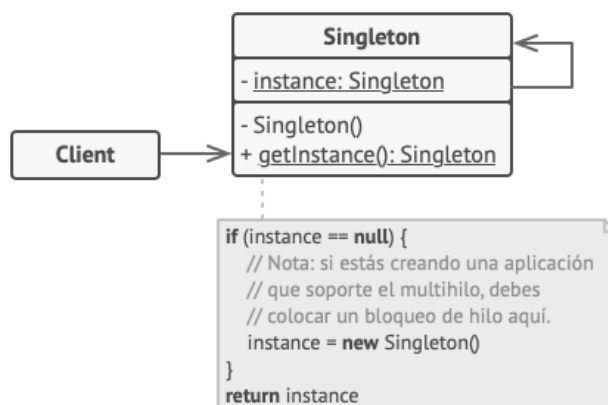 Singleton
- instance: Singleton
- Singleton()
+ getInstance(): Singleton
Client
if (instance == null) {
// Nota: si estás creando una aplicación
// que soporte el multihilo, debes
// colocar un bloqueo de hilo aquí.
instance = new Singleton()
}
return instance